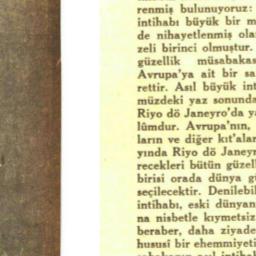 renmiş bulunuyoruz:
intihabı büyük bir m
de nihayetlenmiş ola
zeli birinci olmuştur.
güzellik müsabakas
Avrupa'ya ait bir sa
rettir. Asıl büyük int
müzdeki yaz sonunda
Riyo dö Janeyro'da ya
lûmdur. Avrupa'nın,
ların ve diğer kıt'alar
yında Riyo dö Janeyr
recekleri bütün güzell
birisi orada dünya gü
seçilecektir. Denilebil
intihabı, eski dünyan
na nisbetle kıymetsiz
beraber, daha ziyade
hususî bir ehemmiyeti